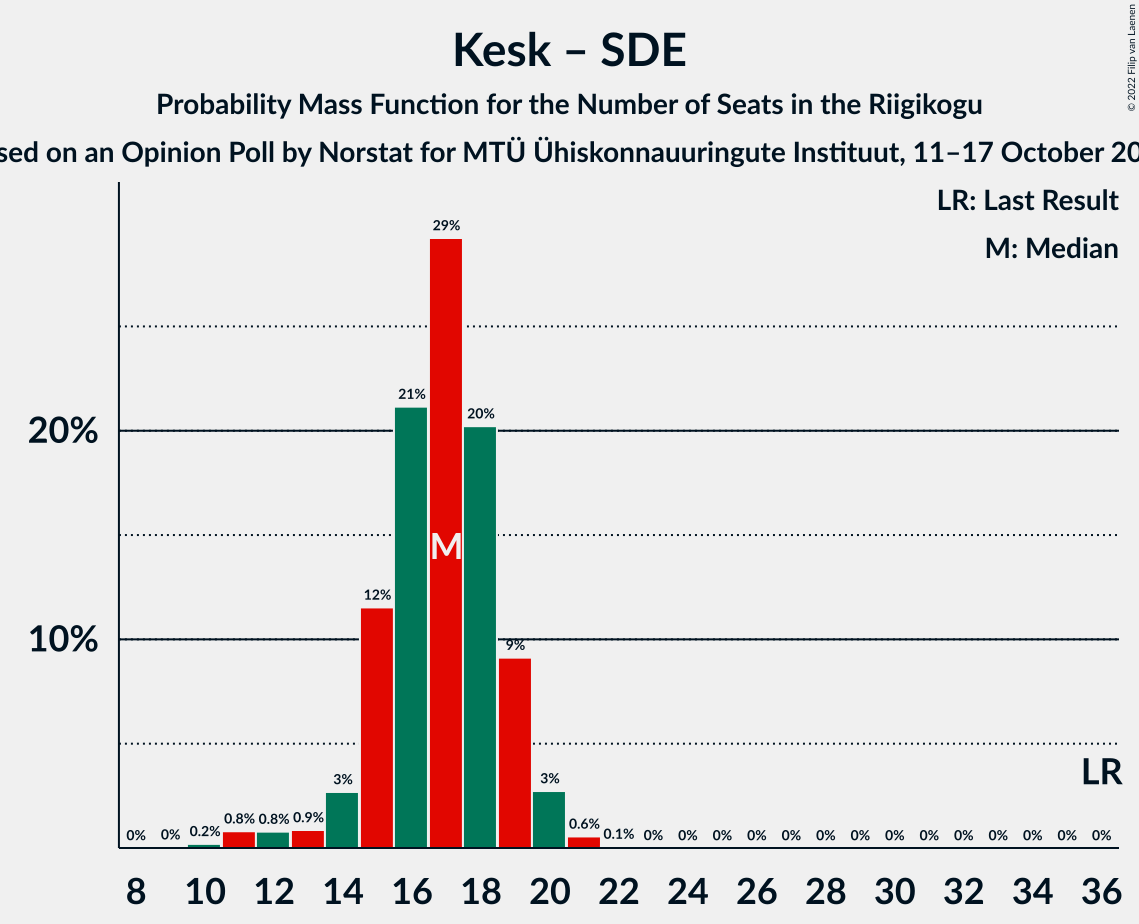 Kesk – SDE
Probability Mass Function for the Number of Seats in the Riigikogu
sed on an Opinion Poll by Norstat for MTÜ Ühiskonnauuringute Instituut, 11–17 October 20
© 2022 Filip van Laenen
LR: Last Result
M: Median
29%
21%
20%
20%
M
12%
10%
9%
LR
3%
3%
0% 0% 0.2% 0.8% 0.8% 0.9% 0.6% 0.1% 0% 0% 0% 0% 0% 0% 0% 0% 0% 0% 0% 0% 0% 0%
8 10 12 14 16 18 20 22 24 26 28 30 32 34 36